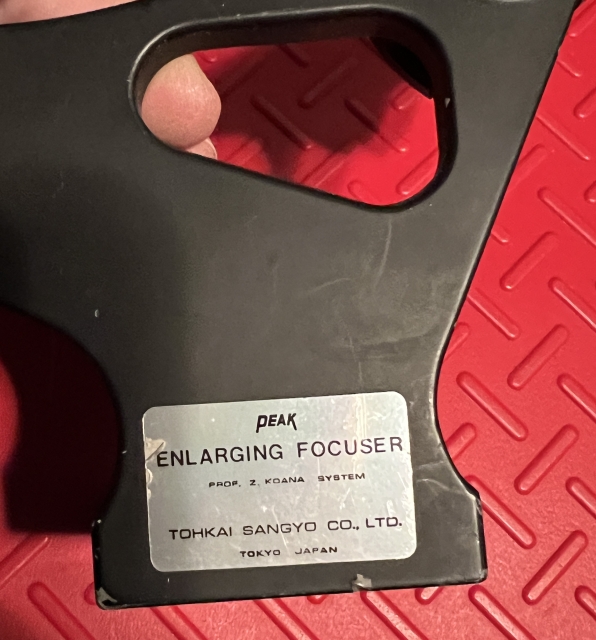 PEAK
ENLARGING FOCUSER
PROF. Z. KOANA SYSTEM
TOHKAI SANGYO CO., LTD.
TOKYO JAPAN